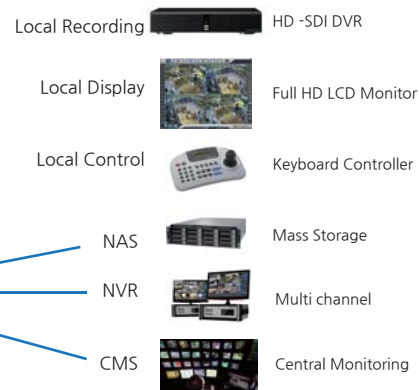 Local Recording HD -SDI DVR
Local Display Full HD LCD Monitor
Local Control Keyboard Controller
NAS Mass Storage
NVR Multi channel
CMS Central Monitoring